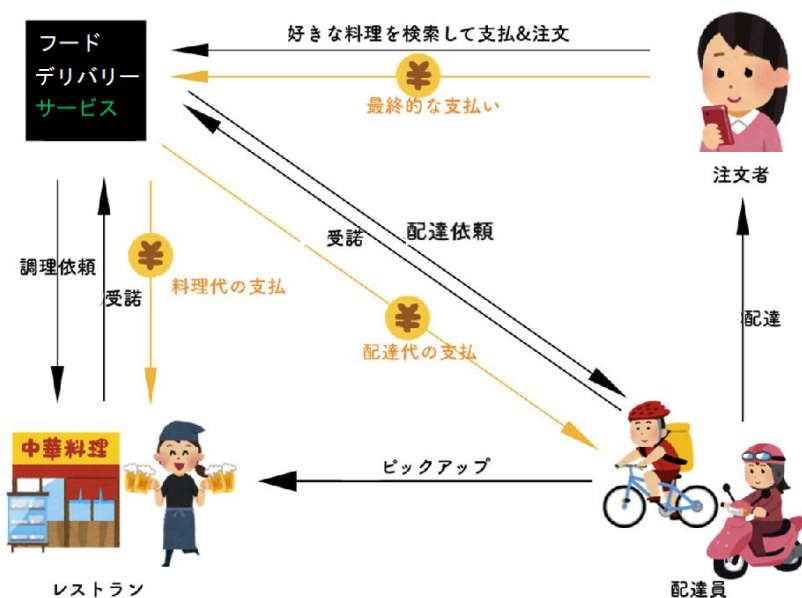 フード
デリバリー
サービス
好きな料理を検索して支払&注文
¥
最終的な支払い
注文者
配達依頼
受諾
調理依頼
受諾
¥
料理代の支払
¥
配達代の支払
配達
中華料理
ピックアップ
レストラン
配達員